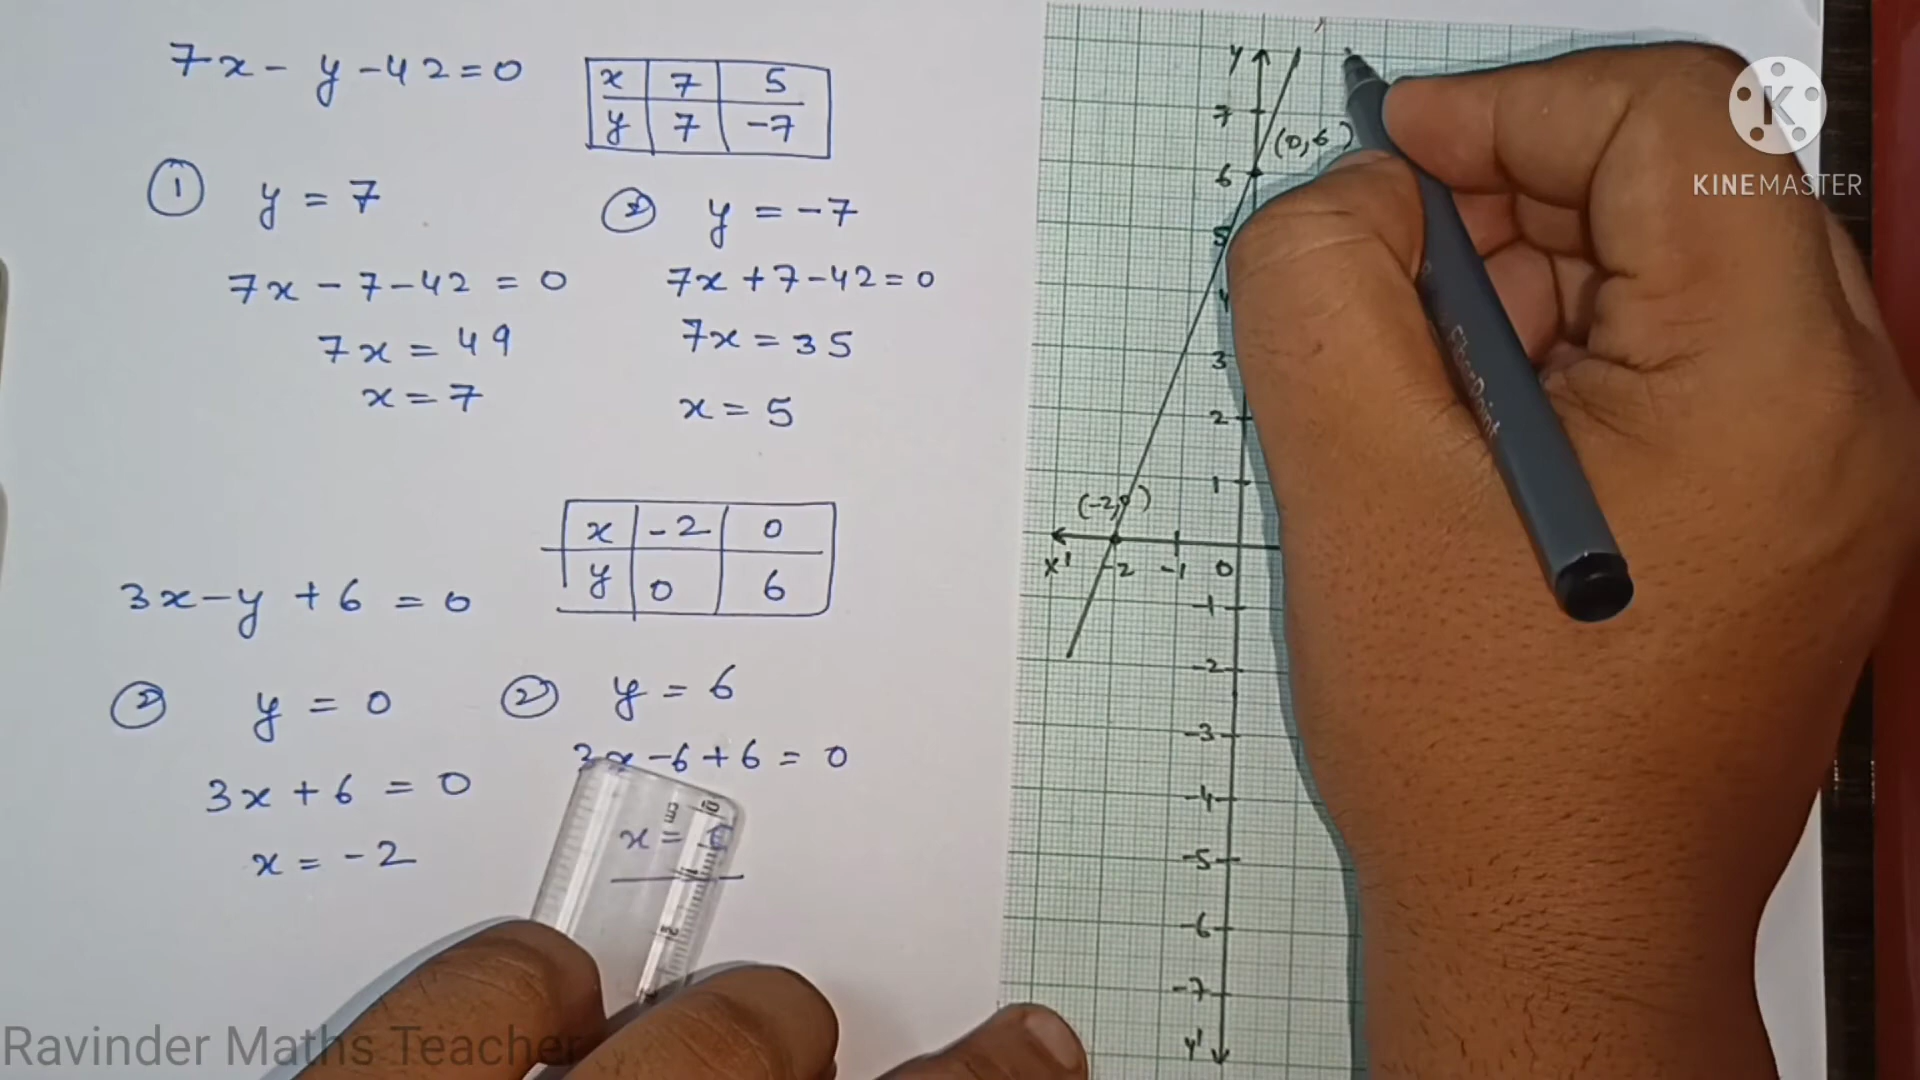 7x - y - 42 = 0
x 7 5
y 7 -7
① y = 7
7x - 7 - 42 = 0
7x = 49
x = 7
② y = -7
7x + 7 - 42 = 0
7x = 35
x = 5
3x - y + 6 = 0
x -2 0
y 0 6
② y = 0
3x + 6 = 0
x = -2
② y = 6
3x - 6 + 6 = 0
x =
cm
Y
7
(0,6)
6
5
4
3
2
1
(-2,0)
X' -2 -1 0
-1
-2
-3
-4
-5
-6
-7
Y'
K
KINEMASTER
Ravinder Maths Teacher